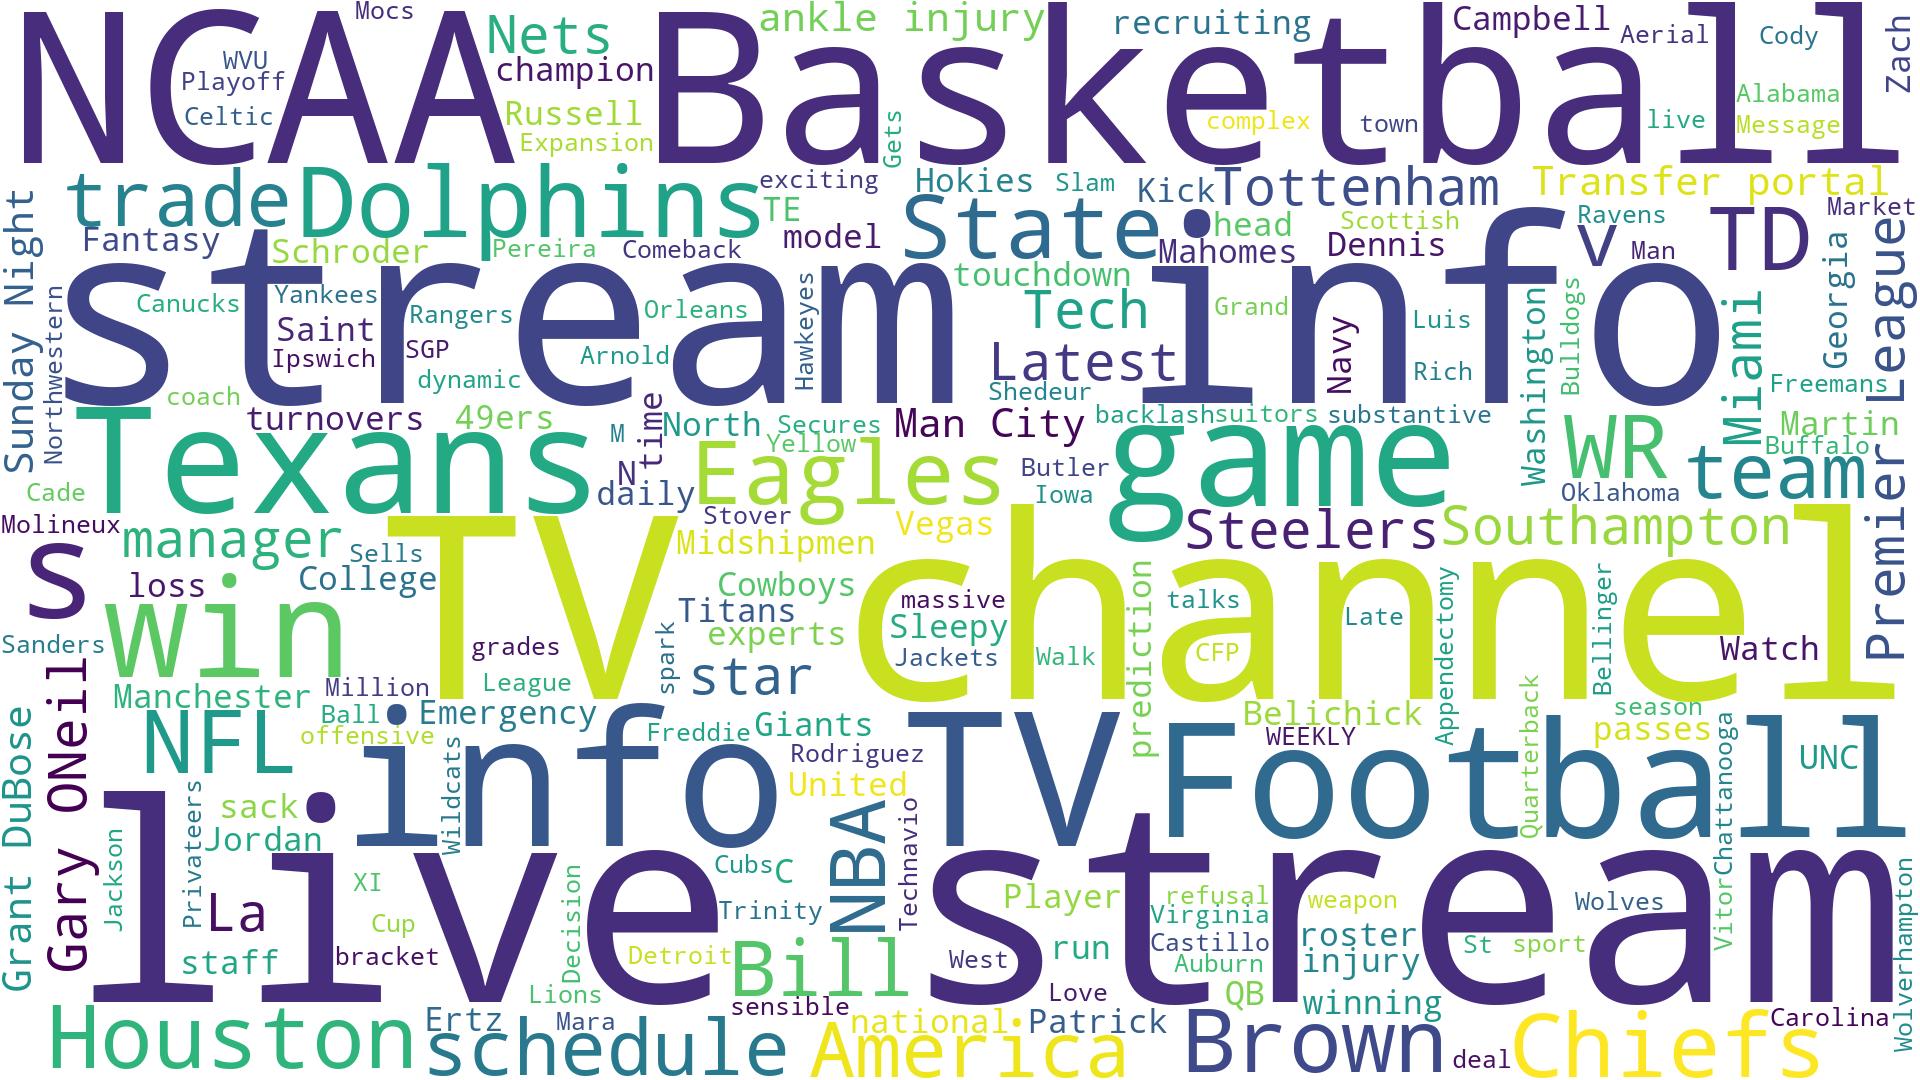 NCAA Basketball
Mocs
Nets
ankle injury
recruiting
Campbell
Aerial
Cody
Zach
WVU
Playoff
Celtic
champion
Russell
Expansion
Gets
complex
town
live
Alabama
Message
trade
Dolphins
exciting
TE
Hokies
Slam
Kick
Tottenham
Transfer portal
Sunday Night
Fantasy
Schroder
Pereira
Comeback
model
State
head
Mahomes
Scottish
Dennis
Ravens
v
Man
TD
Market
stream info
Northwestern
Canucks
Yankees
Saint
Ipswich
Rangers
SGP
dynamic
Orleans
Arnold
Hawkeyes
touchdown
Tech
Latest
Shedeur
Grand
Navy
Luis
Rich
Washington
Bulldogs
Miami
Georgia
Freemans
Premier League
coach
turnovers
49ers
Texans
M
N
time
daily
North
Secures
Yellow
Man City
backlash
suitors
substantive
Eagles
Butler
Iowa
game
WR
Oklahoma
Martin
Buffalo
team
Cade
Molineux
s
manager
Sells
loss
College
win
TV channel
Stover
Midshipmen
Vegas
Steelers
Southampton
Cowboys
Titans
massive
Sleepy
experts
Jackets
Walk
talks
prediction
CFP
Late
Appendectomy
Bellinger
Watch
Sanders
grades
spark
star
Gary ONeil
Manchester
Million
League
Ball
Emergency
offensive
Freddie
Giants
Belichick
WEEKLY
season
passes
Quarterback
Chattanooga
UNC
Grant DuBose
NFL
info TV
Football
Rodriguez
United
Wildcats
Privateers
sack
Jordan
NBA
Technavio
live stream
Jackson
La
XI
Cup
staff
bracket
Decision
Cubs
C
Trinity
Detroit
Lions
Bill
sensible
Player
West
run
Love
refusal
Virginia
Castillo
Auburn
QB
weapon
roster
injury
winning
St
sport
Wolves
Vitor
Wolverhampton
Houston
Ertz
Mara
schedule
national
America
Patrick
Brown
deal
Chiefs
Carolina